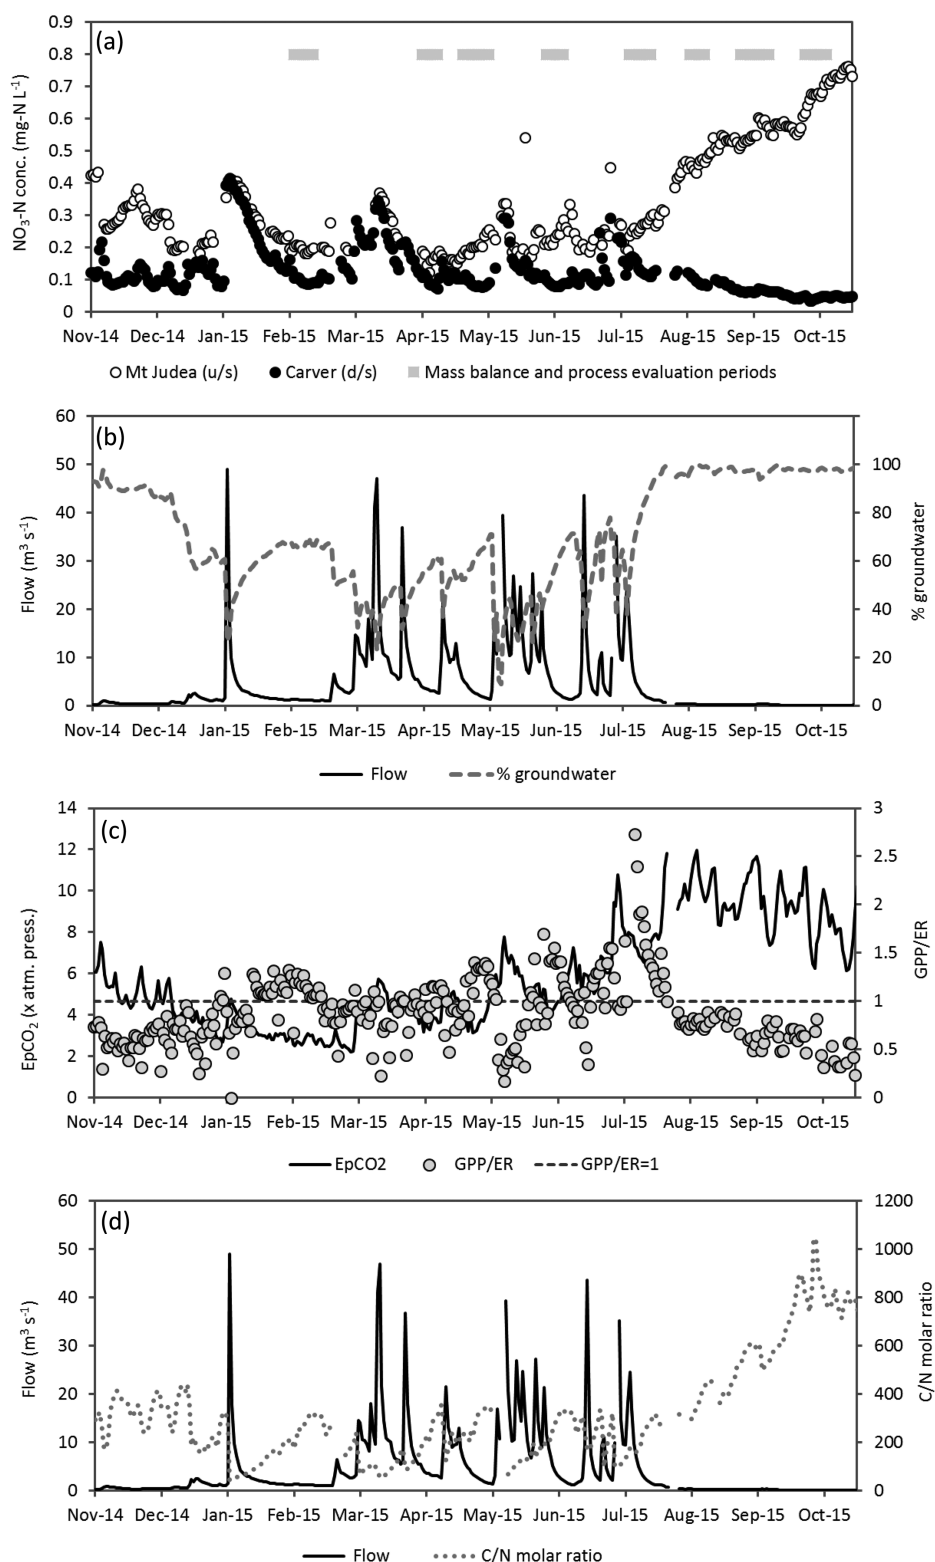 (a)
NO3-N conc. (mg-N L-1)
0.9
0.8
0.7
0.6
0.5
0.4
0.3
0.2
0.1
0
Nov-14 Dec-14 Jan-15 Feb-15 Mar-15 Apr-15 May-15 Jun-15 Jul-15 Aug-15 Sep-15 Oct-15
Mt Judea (u/s) Carver (d/s) Mass balance and process evaluation periods
(b)
Flow (m3 s-1)
60
50
40
30
20
10
0
100
80
60
40
20
0
% groundwater
Nov-14 Dec-14 Jan-15 Feb-15 Mar-15 Apr-15 May-15 Jun-15 Jul-15 Aug-15 Sep-15 Oct-15
Flow % groundwater
(c)
EpCO2 (x atm. press.)
14
12
10
8
6
4
2
0
3
2.5
2
1.5
1
0.5
0
GPP/ER
Nov-14 Dec-14 Jan-15 Feb-15 Mar-15 Apr-15 May-15 Jun-15 Jul-15 Aug-15 Sep-15 Oct-15
EpCO2 GPP/ER GPP/ER=1
(d)
Flow (m3 s-1)
60
50
40
30
20
10
0
1200
1000
800
600
400
200
0
C/N molar ratio
Nov-14 Dec-14 Jan-15 Feb-15 Mar-15 Apr-15 May-15 Jun-15 Jul-15 Aug-15 Sep-15 Oct-15
Flow C/N molar ratio